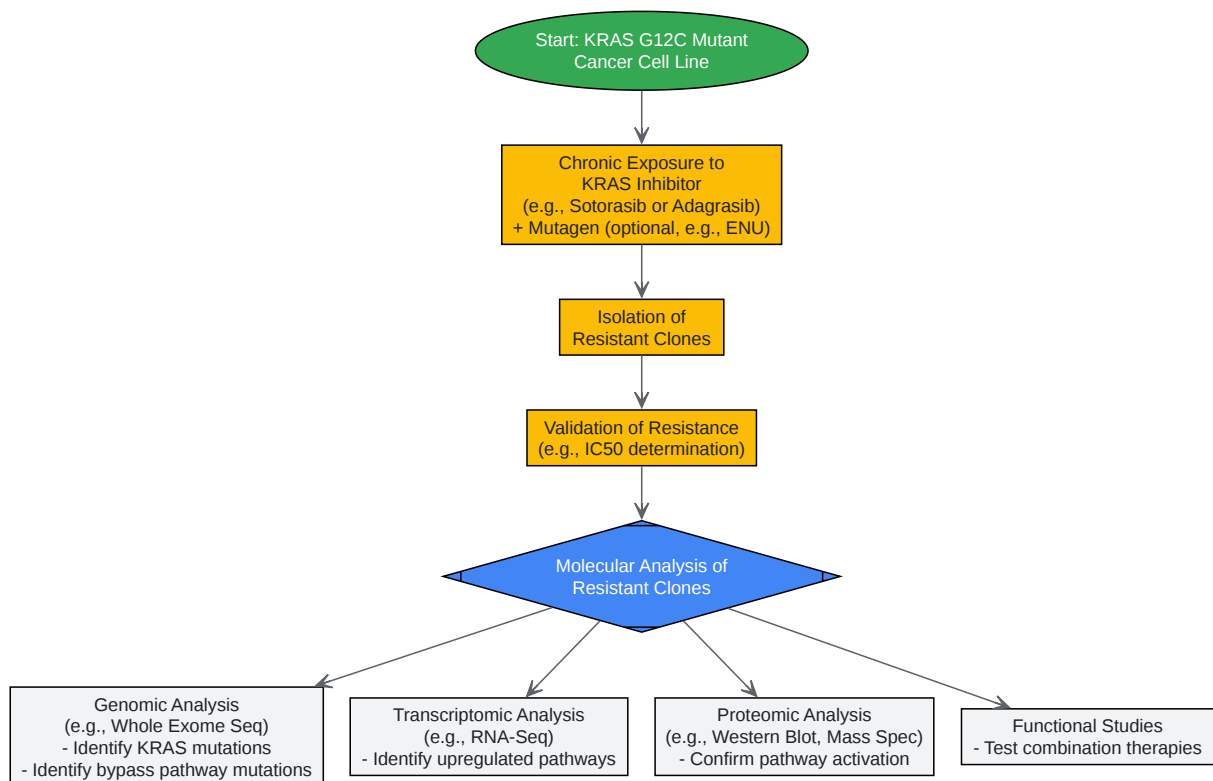 Start: KRAS G12C Mutant
Cancer Cell Line
Chronic Exposure to
KRAS Inhibitor
(e.g., Sotorasib or Adagrasib)
+ Mutagen (optional, e.g., ENU)
Isolation of
Resistant Clones
Validation of Resistance
(e.g., IC50 determination)
Molecular Analysis of
Resistant Clones
Genomic Analysis
(e.g., Whole Exome Seq)
- Identify KRAS mutations
- Identify bypass pathway mutations
Transcriptomic Analysis
(e.g., RNA-Seq)
- Identify upregulated pathways
Proteomic Analysis
(e.g., Western Blot, Mass Spec)
- Confirm pathway activation
Functional Studies
- Test combination therapies